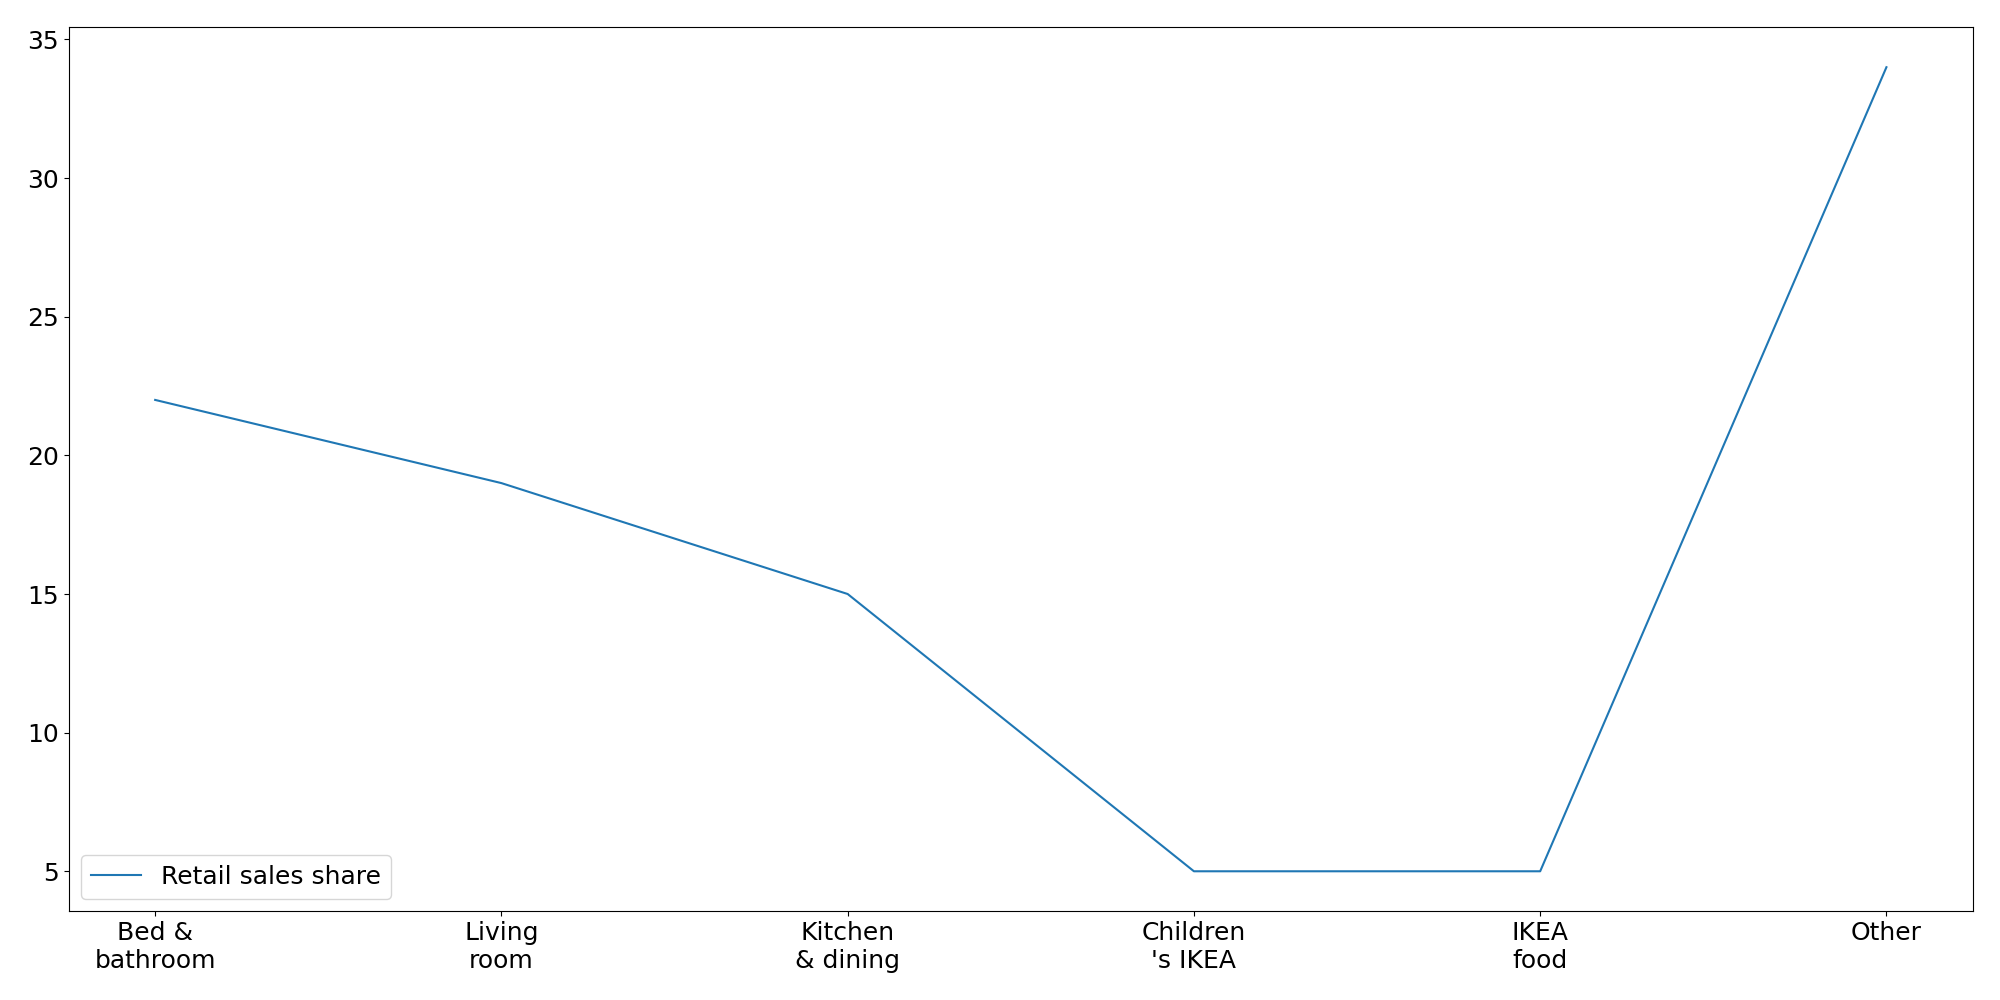 35
30
25
20
15
10
5
Retail sales share
Bed &
bathroom
Living
room
Kitchen
& dining
Children
's IKEA
IKEA
food
Other